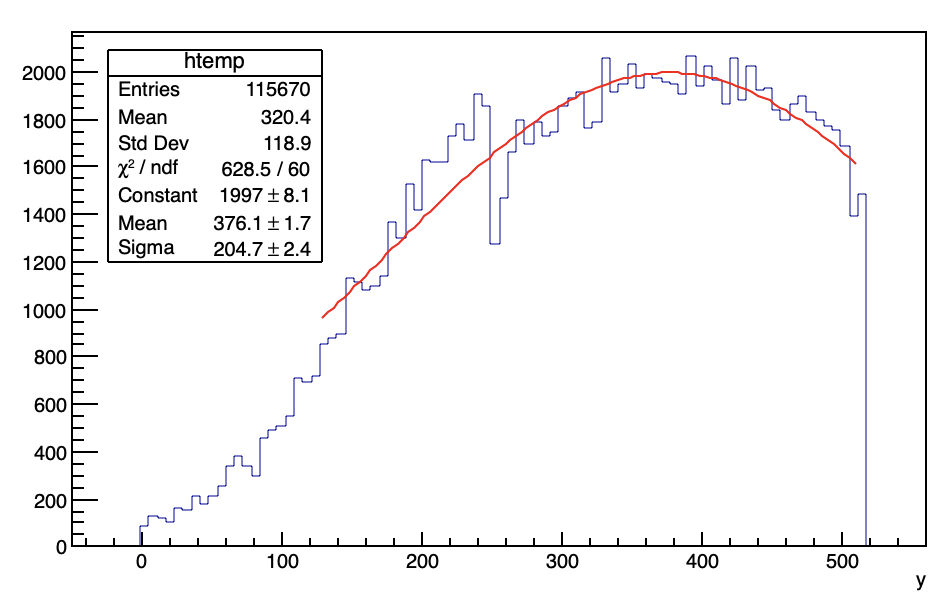 htemp
Entries 115670
Mean 320.4
Std Dev 118.9
χ² / ndf 628.5 / 60
Constant 1997 ± 8.1
Mean 376.1 ± 1.7
Sigma 204.7 ± 2.4
2000
1800
1600
1400
1200
1000
800
600
400
200
0
0 100 200 300 400 500
y